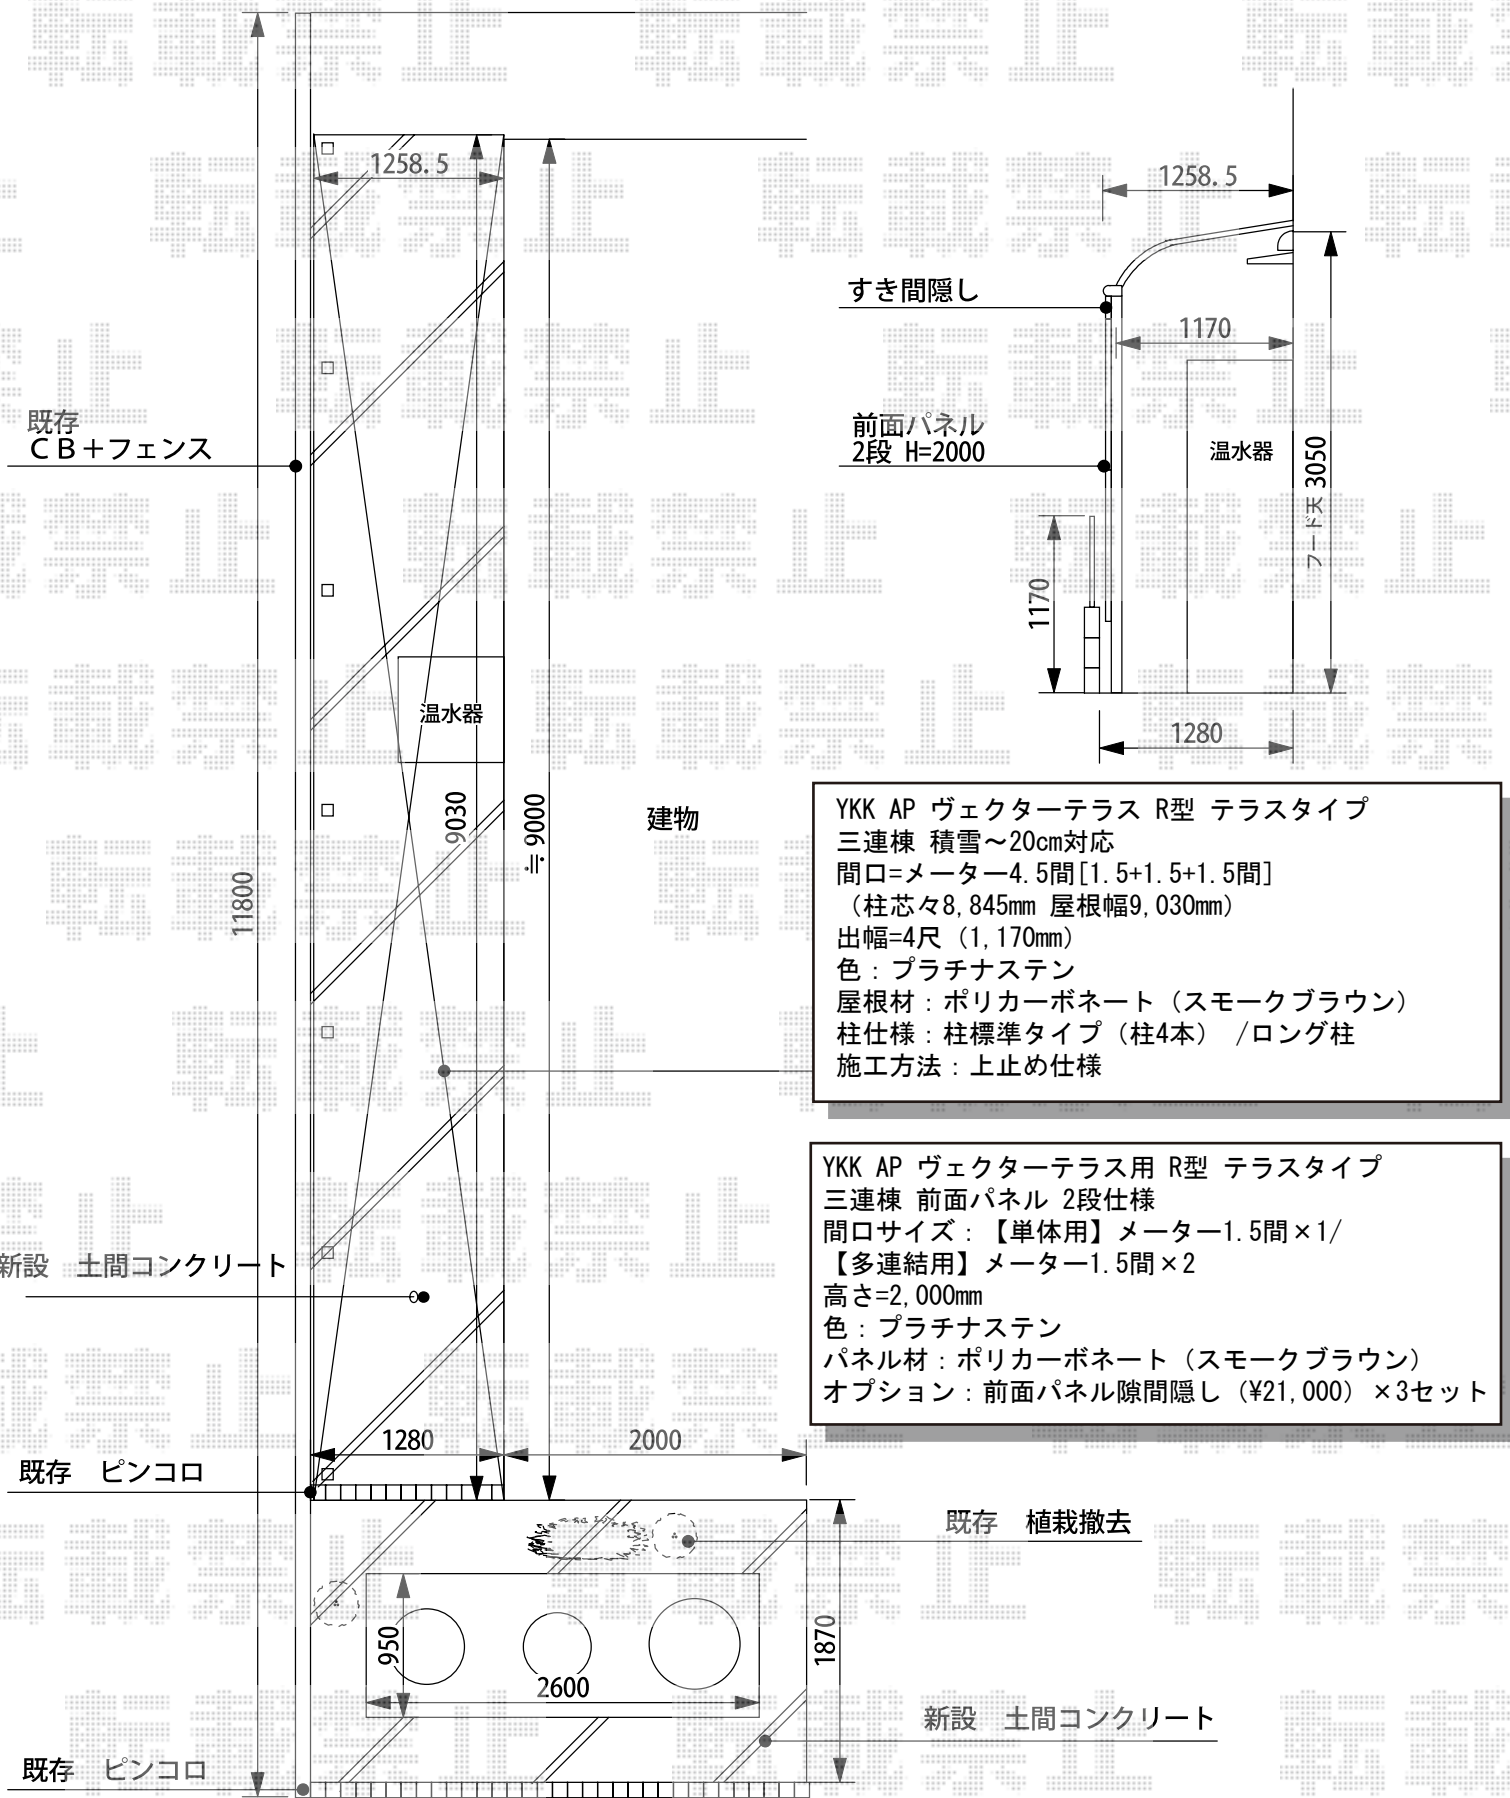 1258.5
既存
CB+フェンス
温水器
9030
≒9000
11800
建物
新設 土間コンクリート
1280
2000
既存 ピンコロ
既存 植栽撤去
950
2600
1870
新設 土間コンクリート
既存 ピンコロ
1258.5
すき間隠し
1170
前面パネル
2段 H=2000
温水器
フード天 3050
1170
1280
YKK AP ヴェクターテラス R型 テラスタイプ
三連棟 積雪～20cm対応
間口=メーター4.5間[1.5+1.5+1.5間]
（柱芯々8,845mm 屋根幅9,030mm）
出幅=4尺（1,170mm）
色：プラチナステン
屋根材：ポリカーボネート（スモークブラウン）
柱仕様：柱標準タイプ（柱4本） /ロング柱
施工方法：上止め仕様
YKK AP ヴェクターテラス用 R型 テラスタイプ
三連棟 前面パネル 2段仕様
間口サイズ：【単体用】メーター1.5間×1/
【多連結用】メーター1.5間×2
高さ=2,000mm
色：プラチナステン
パネル材：ポリカーボネート（スモークブラウン）
オプション：前面パネル隙間隠し（¥21,000）×3セット
転載禁止